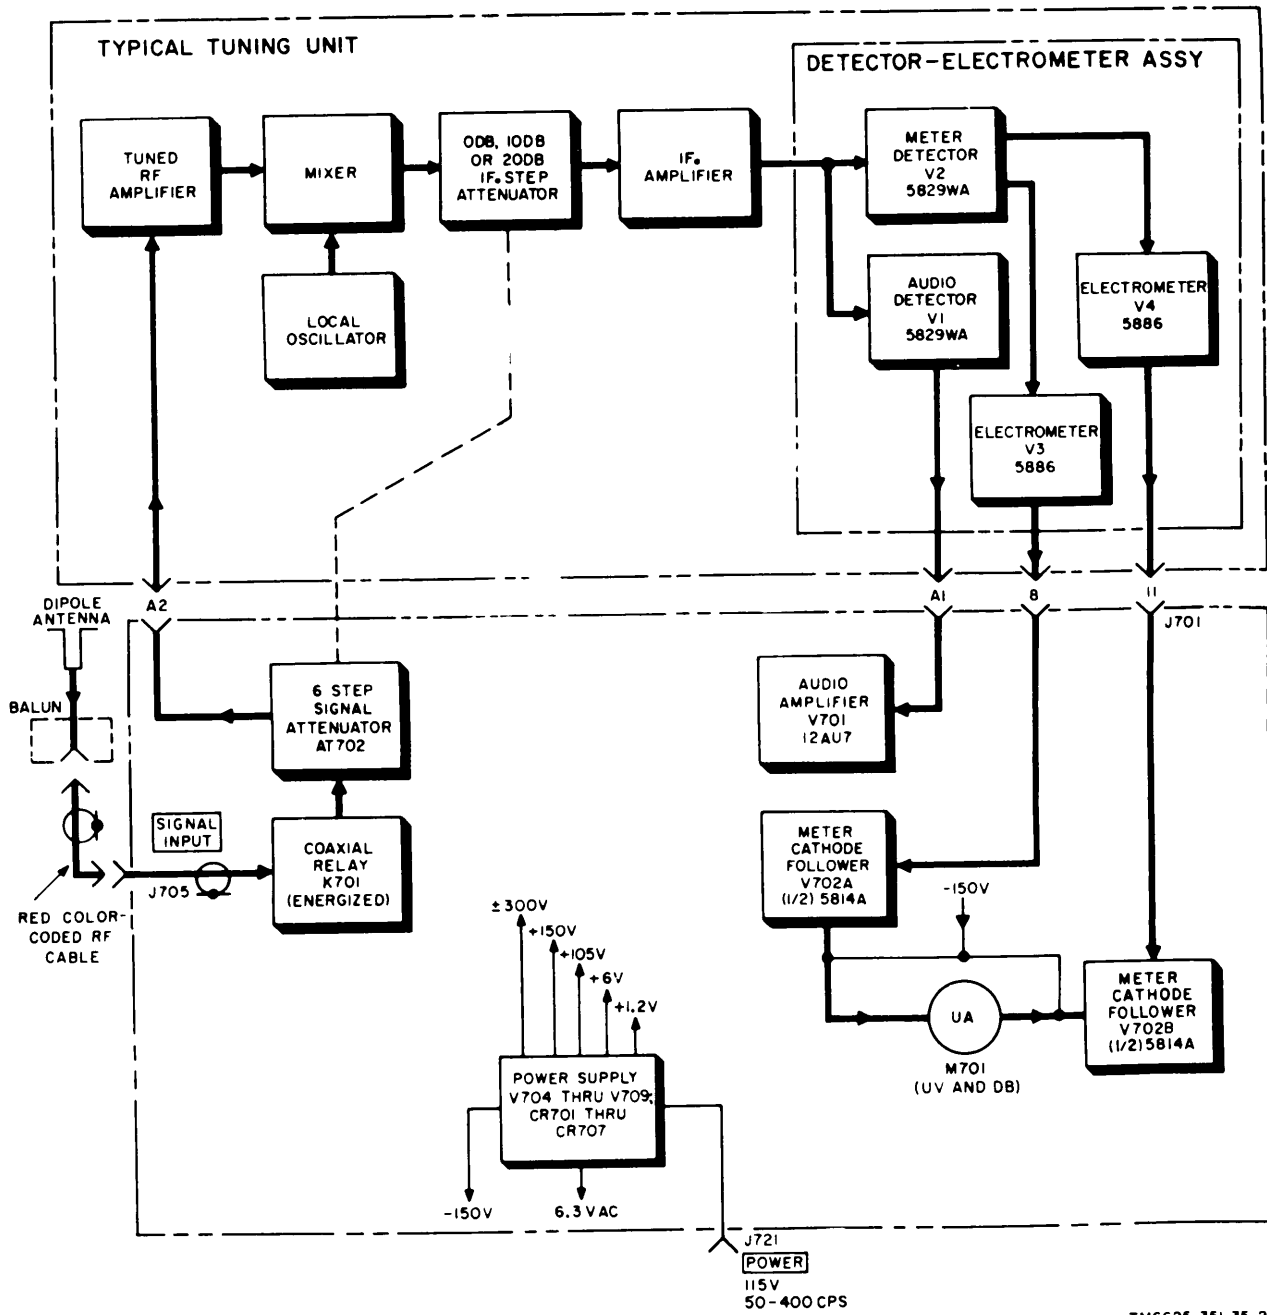 TYPICAL TUNING UNIT
DETECTOR-ELECTROMETER ASSY
TUNED
RF
AMPLIFIER
MIXER
0DB, 10DB
OR 20DB
IF. STEP
ATTENUATOR
IF.
AMPLIFIER
METER
DETECTOR
V2
5829WA
LOCAL
OSCILLATOR
AUDIO
DETECTOR
V1
5829WA
ELECTROMETER
V4
5886
ELECTROMETER
V3
5886
DIPOLE
ANTENNA
A2
A1
8
11
J701
BALUN
6 STEP
SIGNAL
ATTENUATOR
AT702
AUDIO
AMPLIFIER
V701
12AU7
SIGNAL
INPUT
J705
COAXIAL
RELAY
K701
(ENERGIZED)
METER
CATHODE
FOLLOWER
V702A
(1/2) 5814A
-150V
RED COLOR-
CODED RF
CABLE
±300V
+150V
+105V
+6V
+1.2V
UA
M701
(UV AND DB)
METER
CATHODE
FOLLOWER
V702B
(1/2) 5814A
POWER SUPPLY
V704 THRU V709;
CR701 THRU
CR707
-150V
6.3 VAC
J721
POWER
115V
50-400 CPS